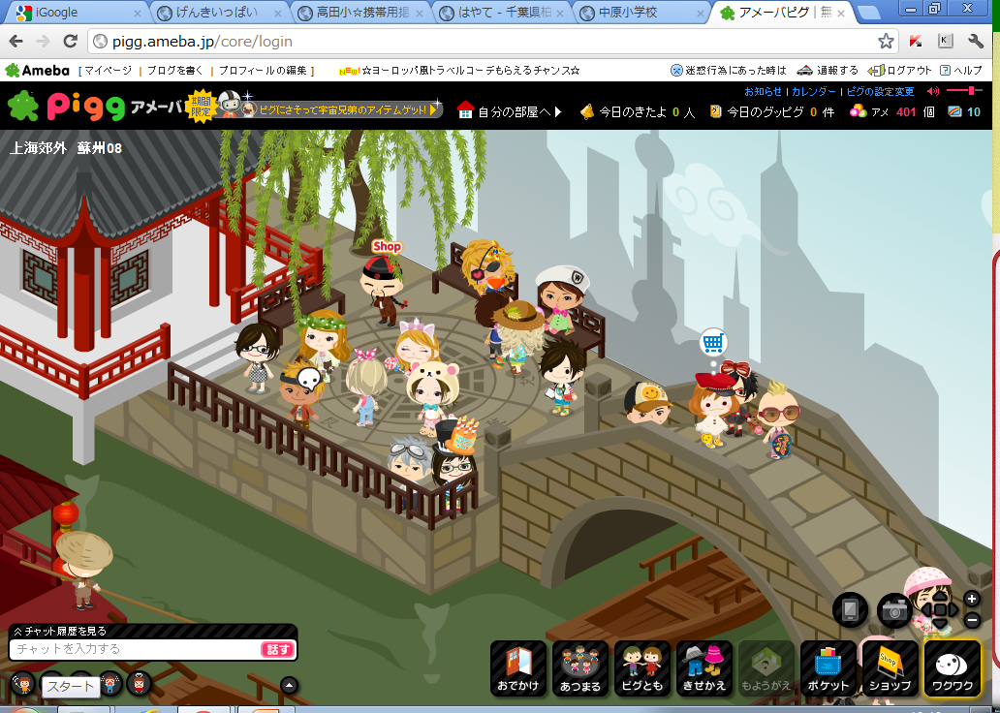 iGoogle
げんきいっぱい
高田小☆携帯用掲
はやて - 千葉県柏
中原小学校
アメーバピグ | 無
pigg.ameba.jp/core/login
Ameba [ マイページ | ブログを書く | プロフィールの編集 ]
NEW! ☆ヨーロッパ風トラベルコーデもらえるチャンス☆
迷惑行為にあった時は
通報する
ログアウト
ヘルプ
お知らせ | カレンダー | ピグの設定変更
Pigg アメーバ
期間限定
ピグにさそって宇宙兄弟のアイテムゲット!
自分の部屋へ
今日のきたよ 0 人
今日のグッピグ 0 件
アメ 401 個
10
上海郊外 蘇州08
Shop
W
チャット履歴を見る
チャットを入力する
話す
スタート
おでかけ
あつまる
ピグとも
きせかえ
もようがえ
ポケット
Shop
ショップ
ワクワク